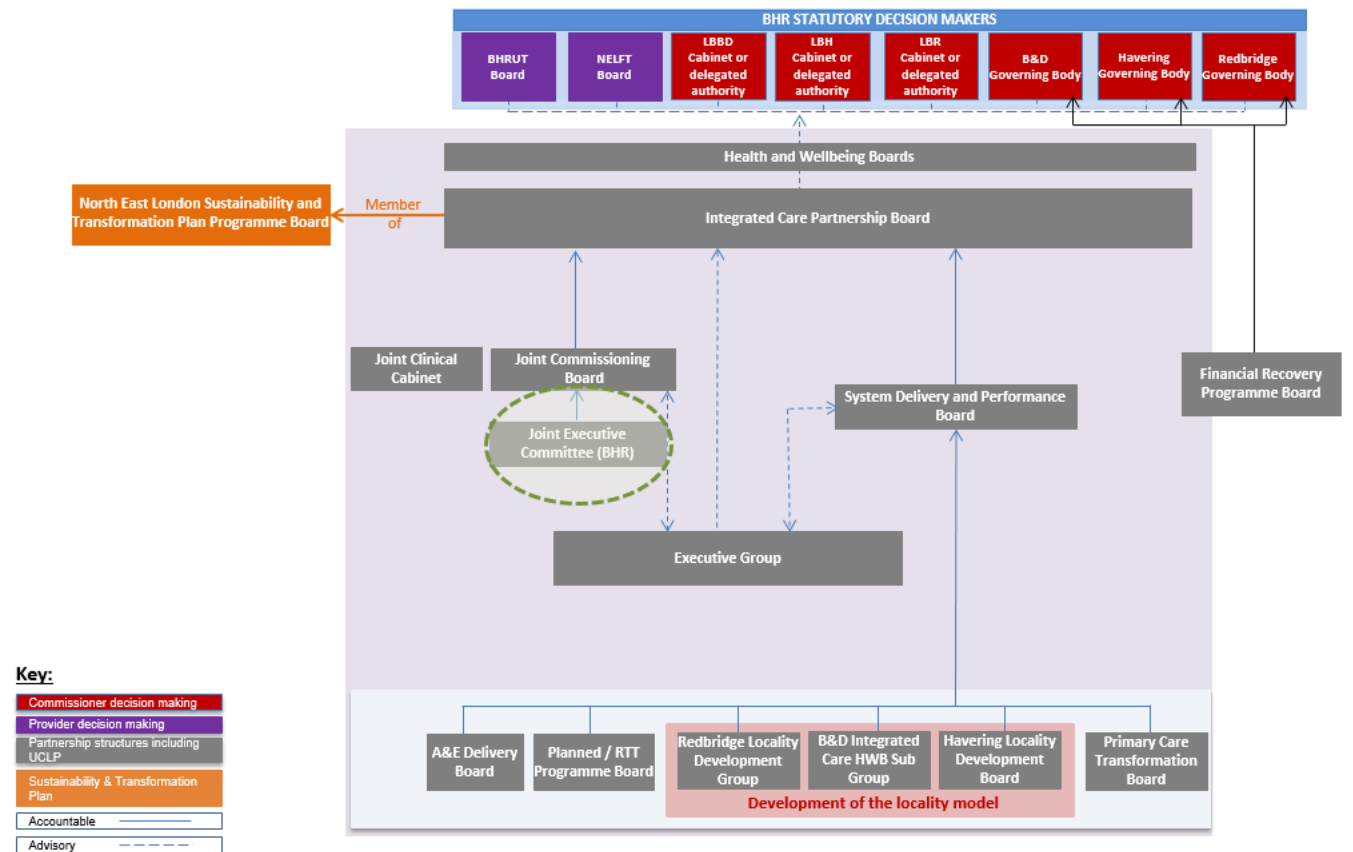 BHR STATUTORY DECISION MAKERS
BHRUT
Board
NELFT
Board
LBBD
Cabinet or
delegated
authority
LBH
Cabinet or
delegated
authority
LBR
Cabinet or
delegated
authority
B&D
Governing Body
Havering
Governing Body
Redbridge
Governing Body
Health and Wellbeing Boards
North East London Sustainability and
Transformation Plan Programme Board
Member
of
Integrated Care Partnership Board
Joint Clinical
Cabinet
Joint Commissioning
Board
Joint Executive
Committee (BHR)
System Delivery and Performance
Board
Financial Recovery
Programme Board
Executive Group
A&E Delivery
Board
Planned / RTT
Programme Board
Redbridge Locality
Development
Group
B&D Integrated
Care HWB Sub
Group
Havering Locality
Development
Board
Primary Care
Transformation
Board
Development of the locality model
Key:
Commissioner decision making
Provider decision making
Partnership structures including
UCLP
Sustainability & Transformation
Plan
Accountable
Advisory